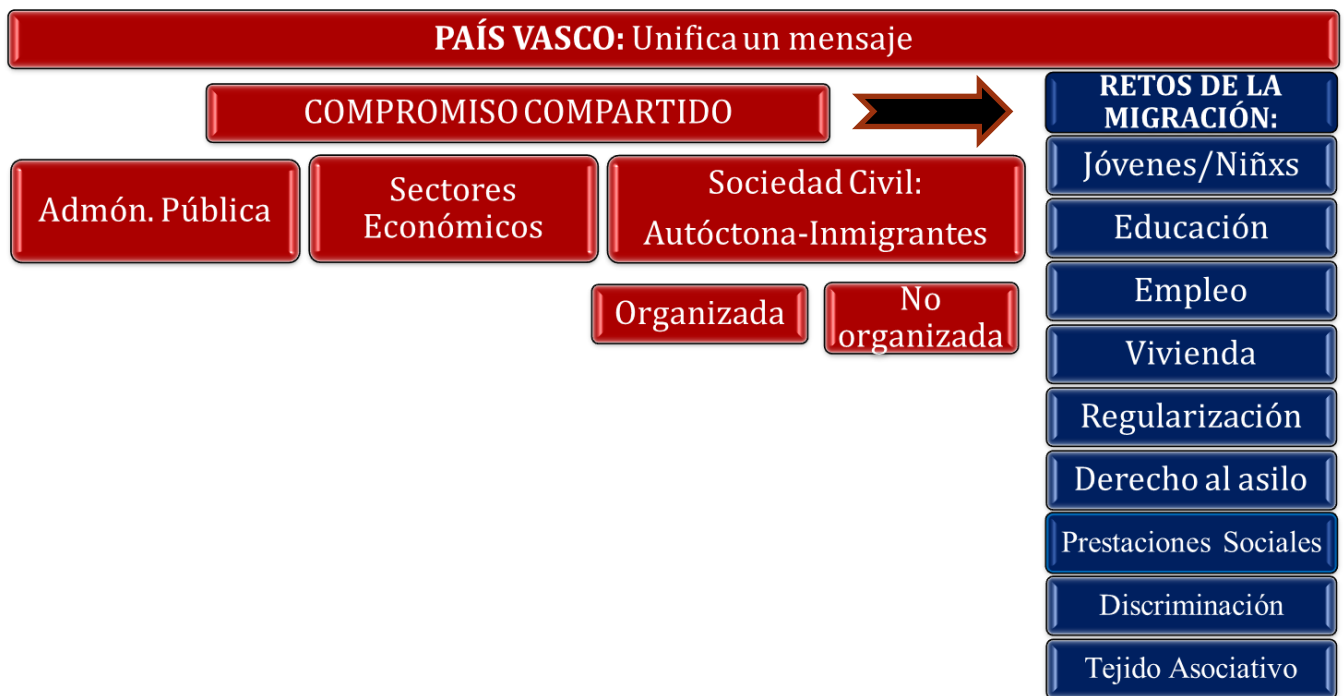 PAÍS VASCO: Unifica un mensaje
COMPROMISO COMPARTIDO
RETOS DE LA
MIGRACIÓN:
Admón. Pública
Sectores
Económicos
Sociedad Civil:
Autóctona-Inmigrantes
Organizada
No
organizada
Jóvenes/Niñxs
Educación
Empleo
Vivienda
Regularización
Derecho al asilo
Prestaciones Sociales
Discriminación
Tejido Asociativo